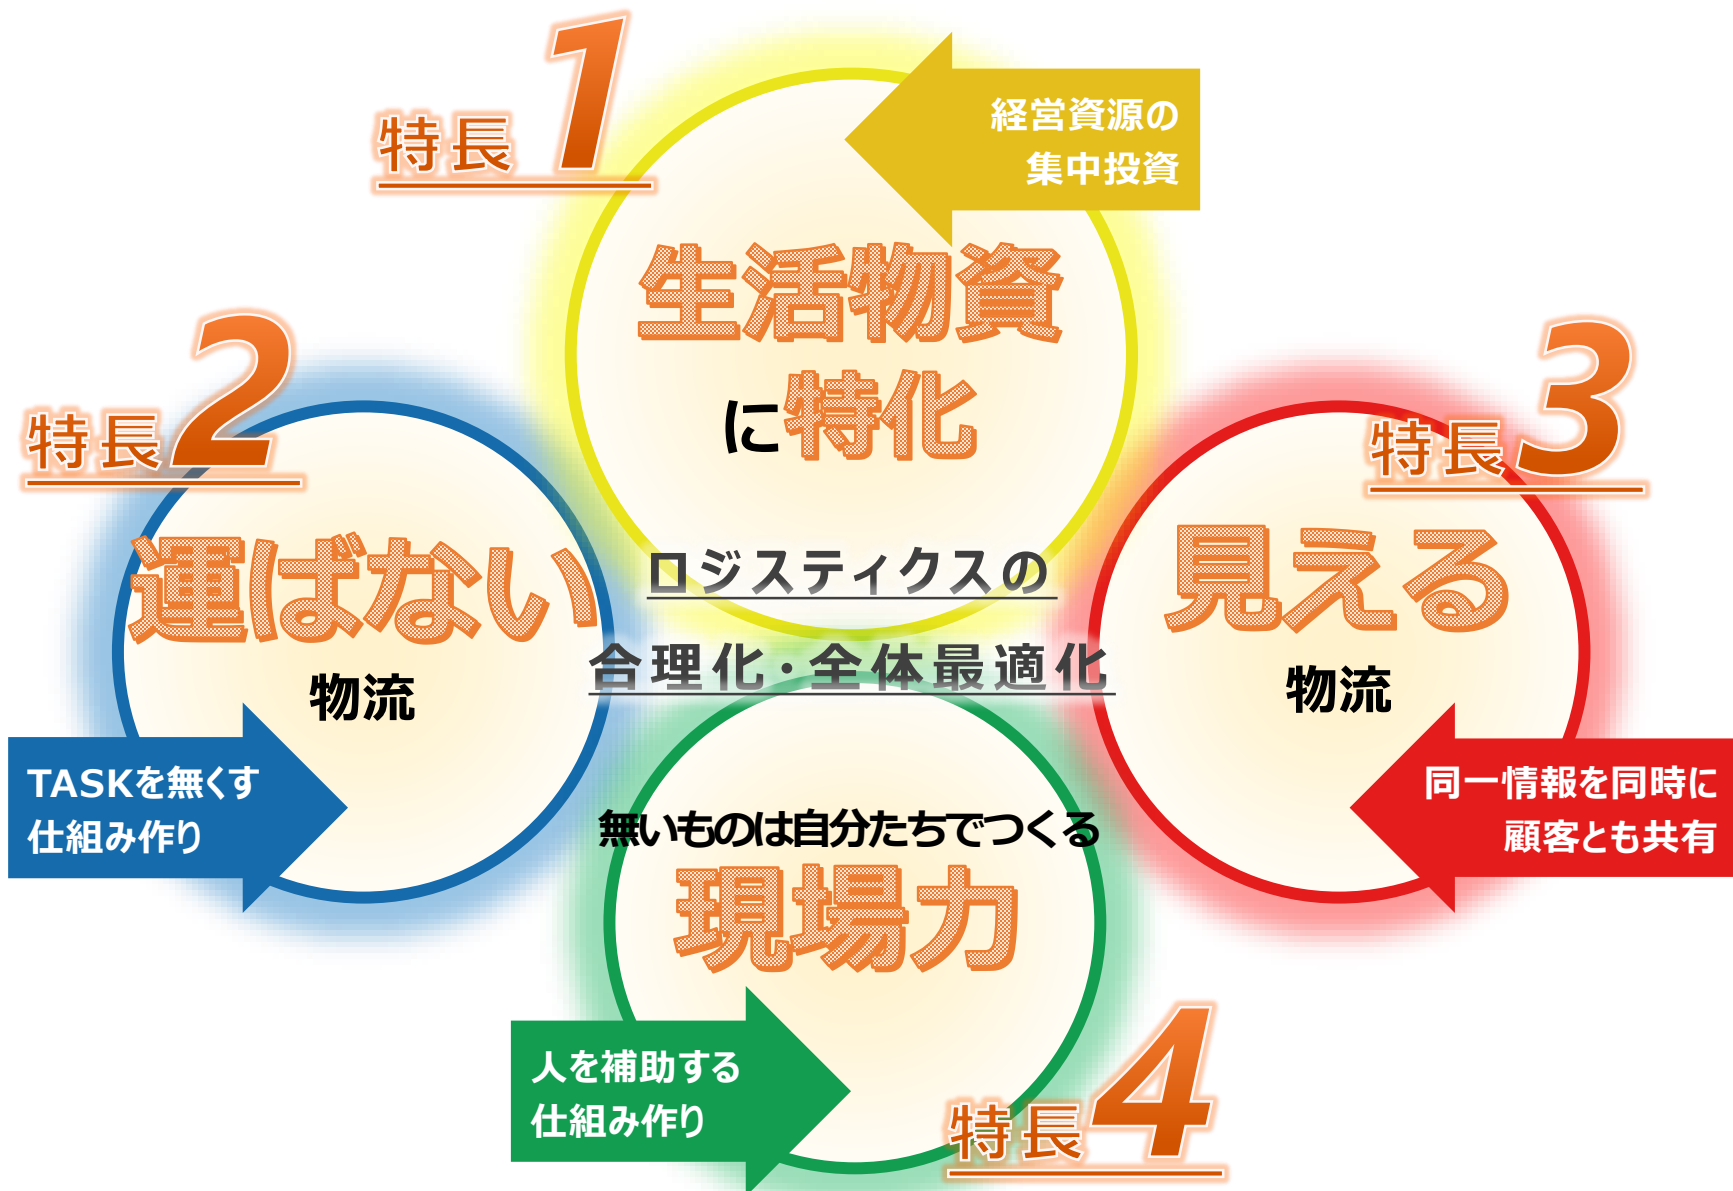 特長1
経営資源の
集中投資
生活物資
に特化
特長2
運ばない
物流
TASKを無くす
仕組み作り
特長3
見える
物流
同一情報を同時に
顧客とも共有
ロジスティクスの
合理化・全体最適化
無いものは自分たちでつくる
現場力
人を補助する
仕組み作り
特長4